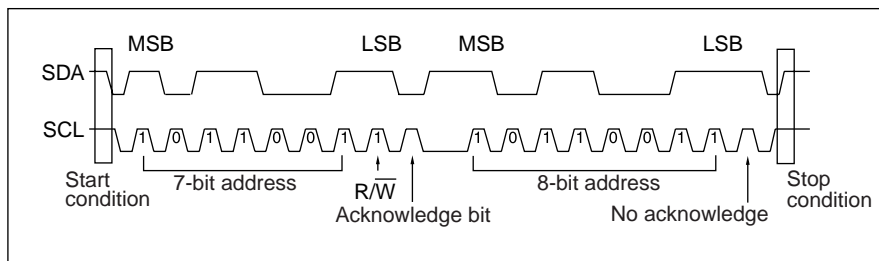 MSB LSB MSB LSB
SDA
SCL 1 0 1 1 0 0 1 1 1 0 1 1 0 0 1 1
Start condition 7-bit address R/W̅ Acknowledge bit 8-bit address No acknowledge Stop condition